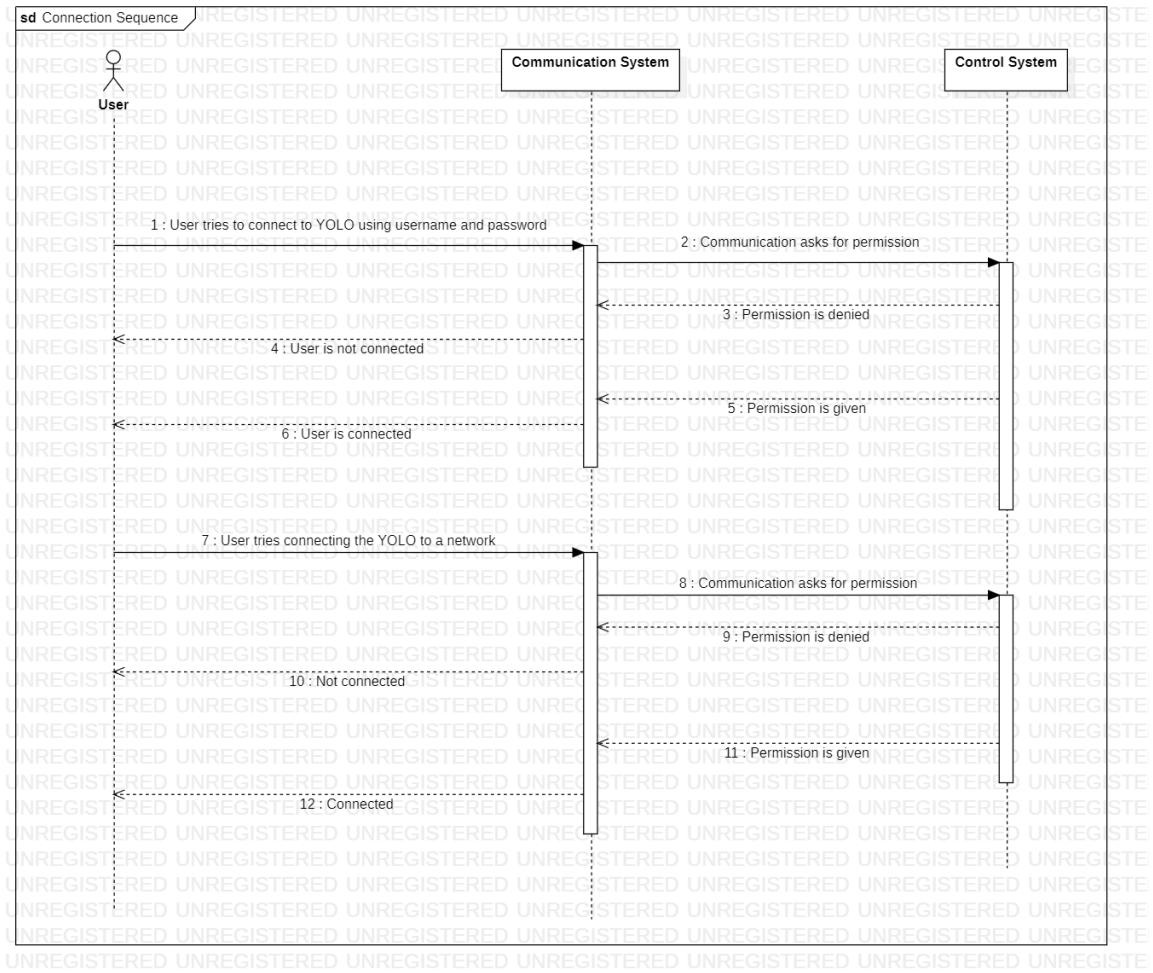 sd Connection Sequence
User
Communication System
Control System
1 : User tries to connect to YOLO using username and password
2 : Communication asks for permission
3 : Permission is denied
4 : User is not connected
5 : Permission is given
6 : User is connected
7 : User tries connecting the YOLO to a network
8 : Communication asks for permission
9 : Permission is denied
10 : Not connected
11 : Permission is given
12 : Connected
UNREGISTERED